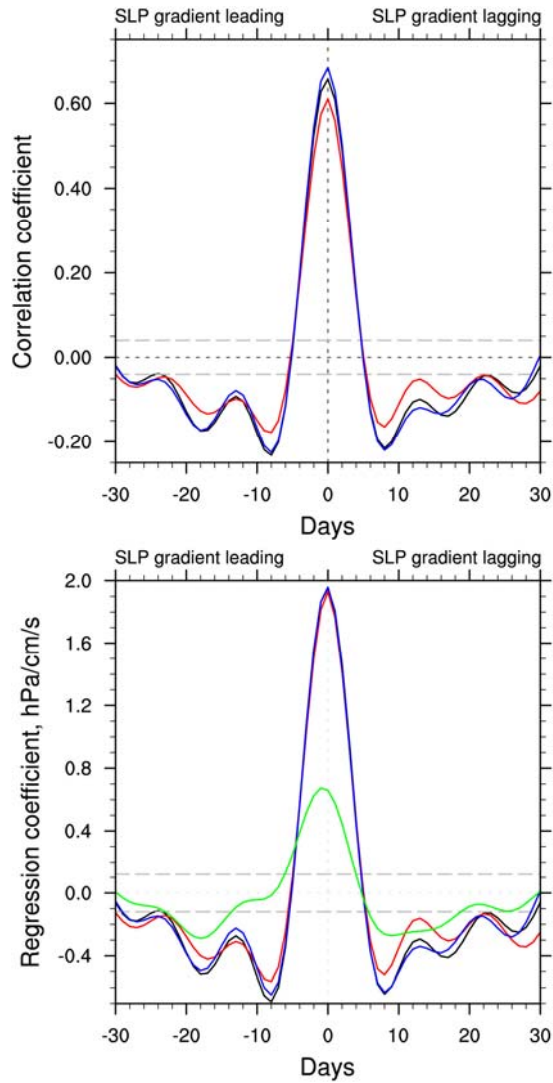 SLP gradient leading SLP gradient lagging
0.60
0.40
0.20
0.00
-0.20
Correlation coefficient
-30 -20 -10 0 10 20 30
Days
SLP gradient leading SLP gradient lagging
2.0
1.6
1.2
0.8
0.4
0.0
-0.4
Regression coefficient, hPa/cm/s
-30 -20 -10 0 10 20 30
Days